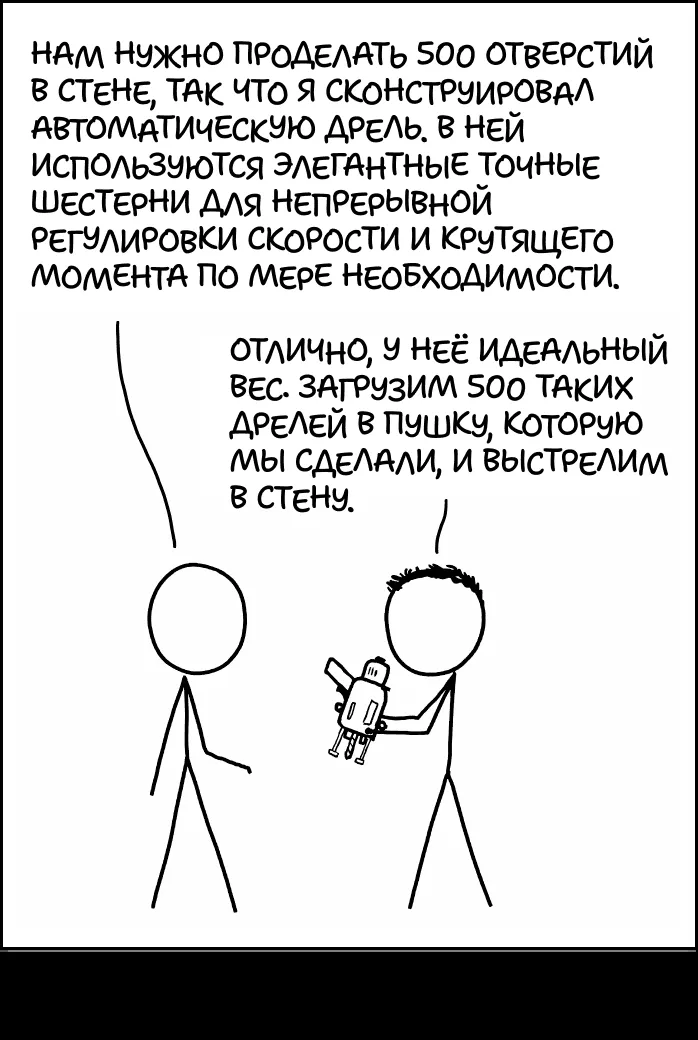 НАМ НУЖНО ПРОДЕЛАТЬ 500 ОТВЕРСТИЙ
В СТЕНЕ, ТАК ЧТО Я СКОНСТРУИРОВАЛ
АВТОМАТИЧЕСКУЮ ДРЕЛЬ. В НЕЙ
ИСПОЛЬЗУЮТСЯ ЭЛЕГАНТНЫЕ ТОЧНЫЕ
ШЕСТЕРНИ ДЛЯ НЕПРЕРЫВНОЙ
РЕГУЛИРОВКИ СКОРОСТИ И КРУТЯЩЕГО
МОМЕНТА ПО МЕРЕ НЕОБХОДИМОСТИ.
ОТЛИЧНО, У НЕЁ ИДЕАЛЬНЫЙ
ВЕС. ЗАГРУЗИМ 500 ТАКИХ
ДРЕЛЕЙ В ПУШКУ, КОТОРУЮ
МЫ СДЕЛАЛИ, И ВЫСТРЕЛИМ
В СТЕНУ.